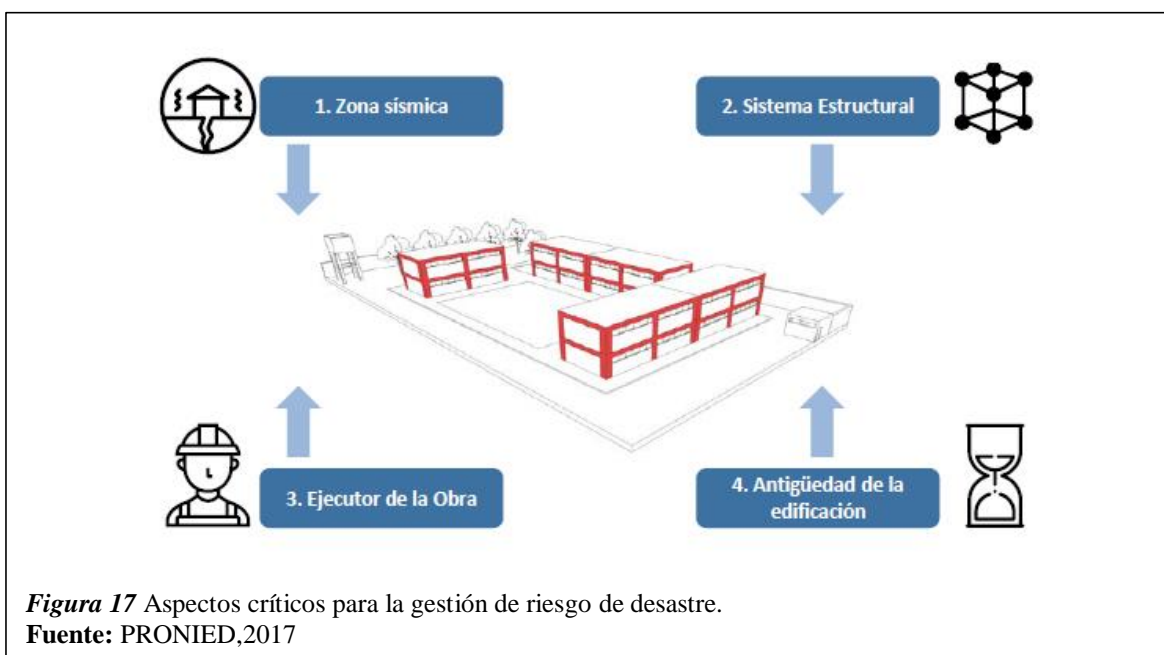 1. Zona sísmica
2. Sistema Estructural
3. Ejecutor de la Obra
4. Antigüedad de la
edificación
Figura 17 Aspectos críticos para la gestión de riesgo de desastre.
Fuente: PRONIED,2017